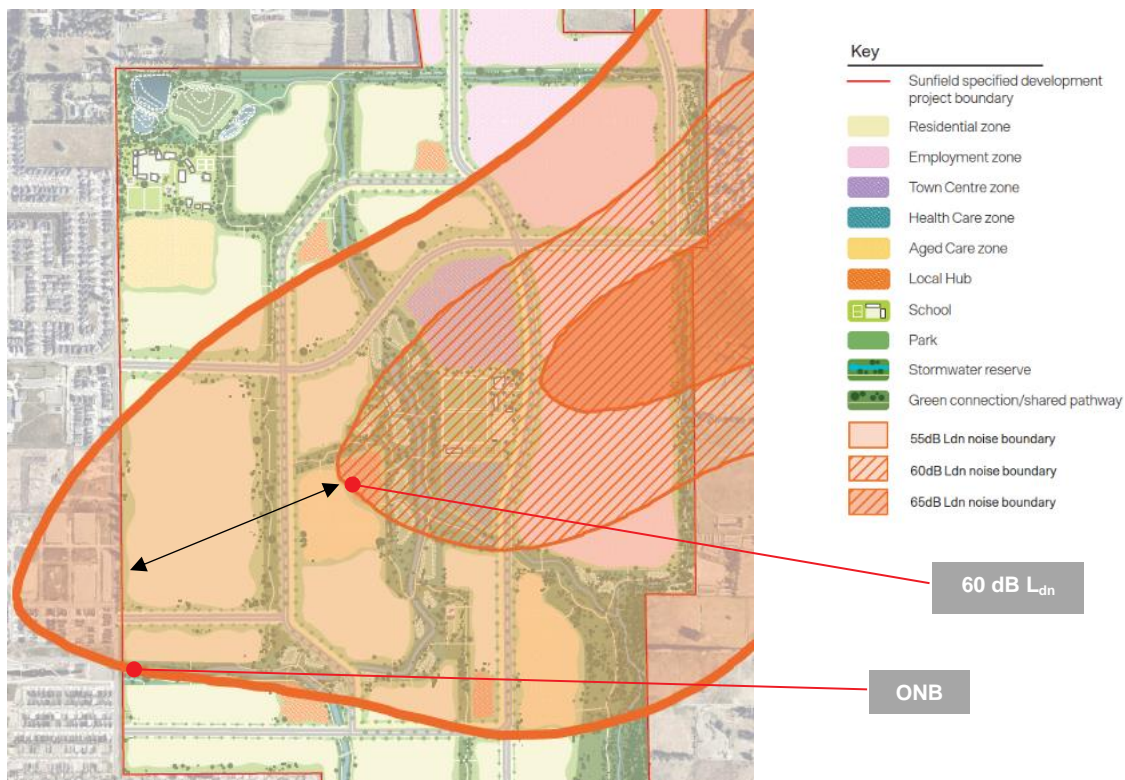 Key
Sunfield specified development
project boundary
Residential zone
Employment zone
Town Centre zone
Health Care zone
Aged Care zone
Local Hub
School
Park
Stormwater reserve
Green connection/shared pathway
55dB Ldn noise boundary
60dB Ldn noise boundary
65dB Ldn noise boundary
60 dB Ldn
ONB